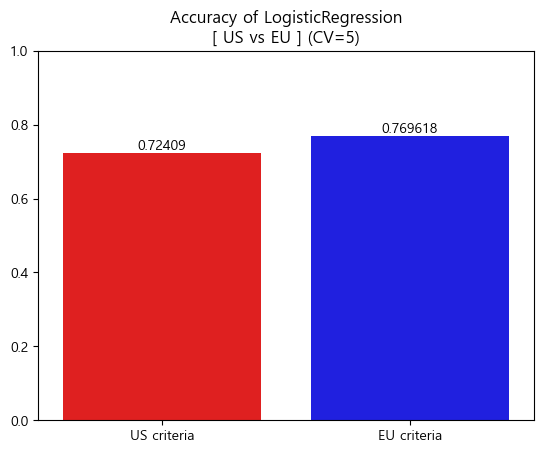 Accuracy of LogisticRegression
[ US vs EU ] (CV=5)
1.0
0.8
0.6
0.4
0.2
0.0
0.72409
0.769618
US criteria
EU criteria